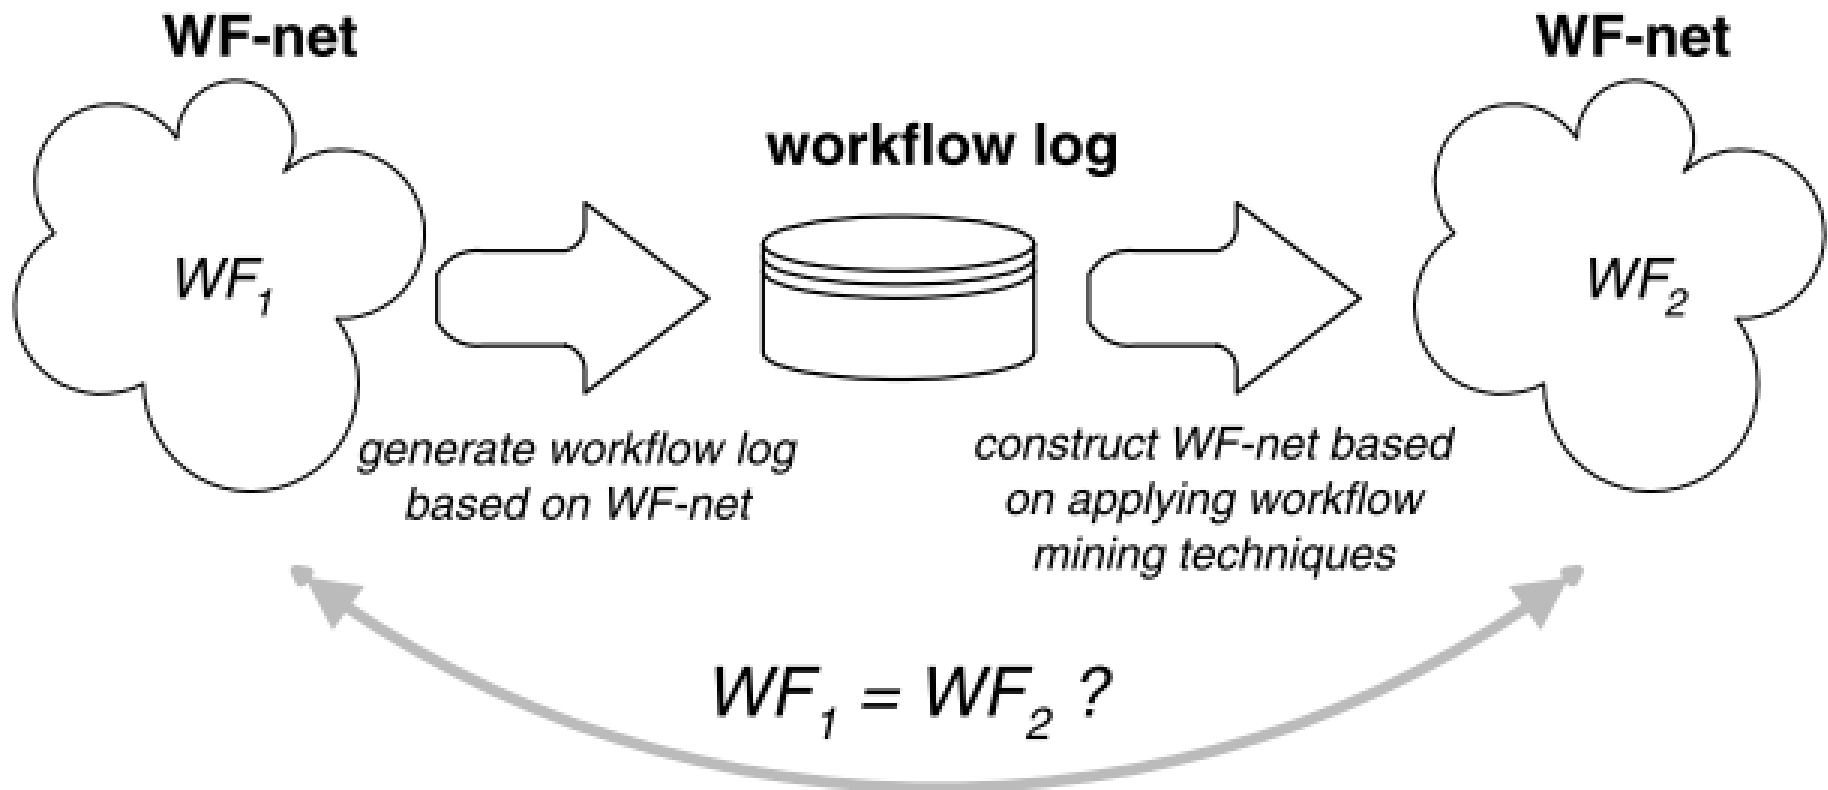 WF-net
WF-net
workflow log
WF₁
WF₂
generate workflow log
based on WF-net
construct WF-net based
on applying workflow
mining techniques
WF₁ = WF₂ ?